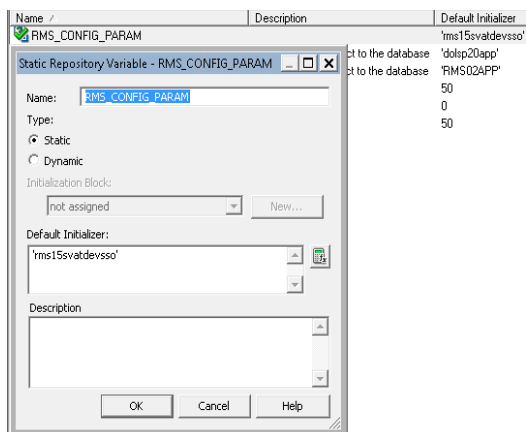 Name Description Default Initializer
RMS_CONFIG_PARAM 'rms15svatdevsso'
Static Repository Variable - RMS_CONFIG_PARAM
ct to the database 'dolsp20app'
ct to the database 'RMS02APP'
50
0
50
Name: RMS_CONFIG_PARAM
Type:
Static
Dynamic
Initialization Block:
not assigned New...
Default Initializer:
'rms15svatdevsso'
Description
OK Cancel Help